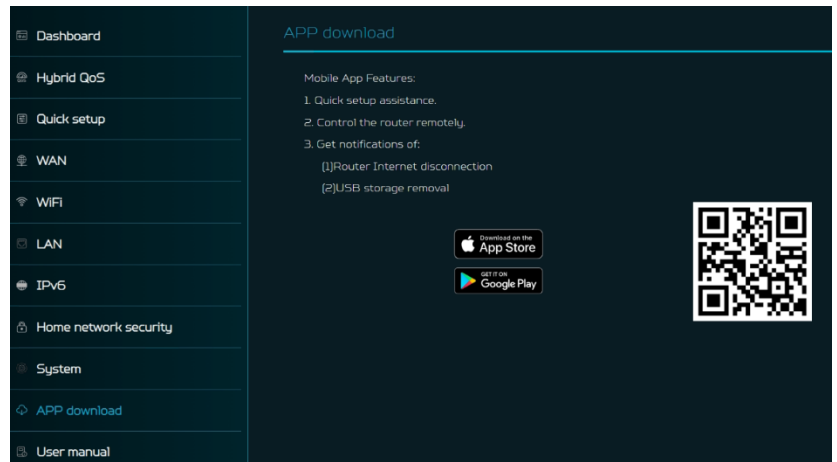 Dashboard
Hybrid QoS
Quick setup
WAN
WiFi
LAN
IPv6
Home network security
System
APP download
User manual
APP download
Mobile App Features:
1. Quick setup assistance.
2. Control the router remotely.
3. Get notifications of:
(1)Router Internet disconnection
(2)USB storage removal
Download on the
App Store
GET IT ON
Google Play